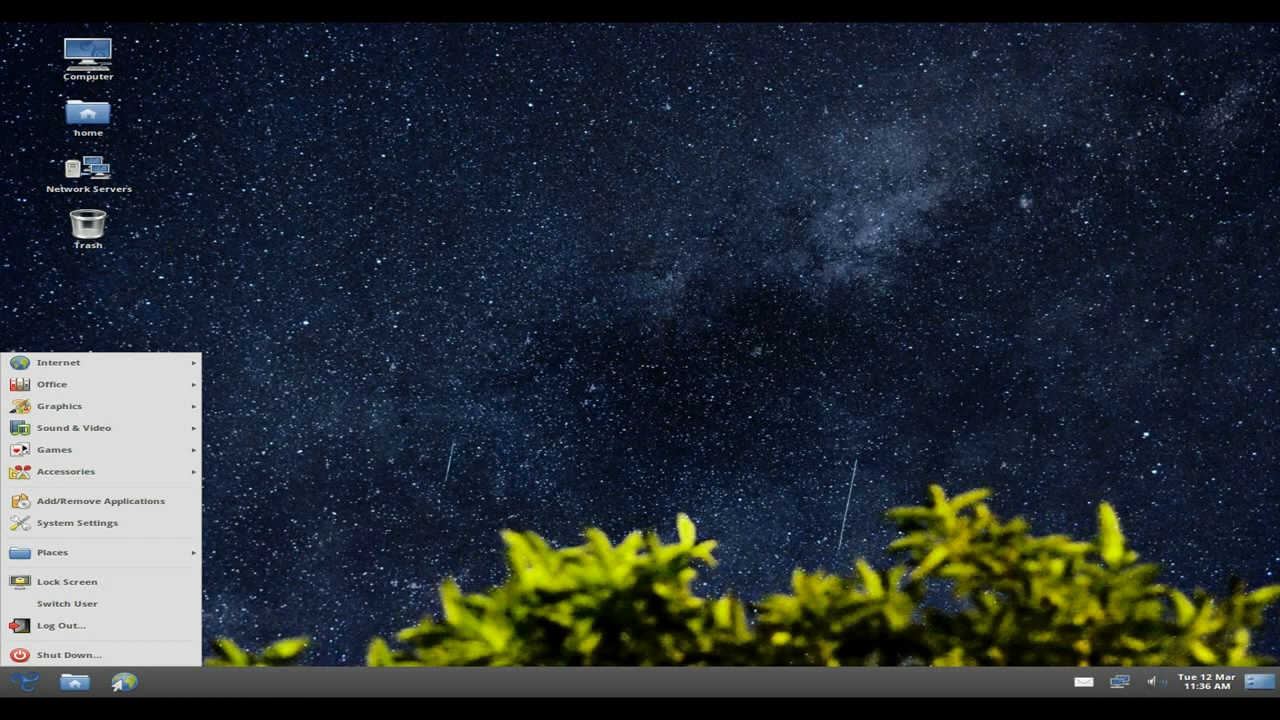 Computer
home
Network Servers
Trash
Internet
Office
Graphics
Sound & Video
Games
Accessories
Add/Remove Applications
System Settings
Places
Lock Screen
Switch User
Log Out...
Shut Down...
Tue 12 Mar
11:36 AM